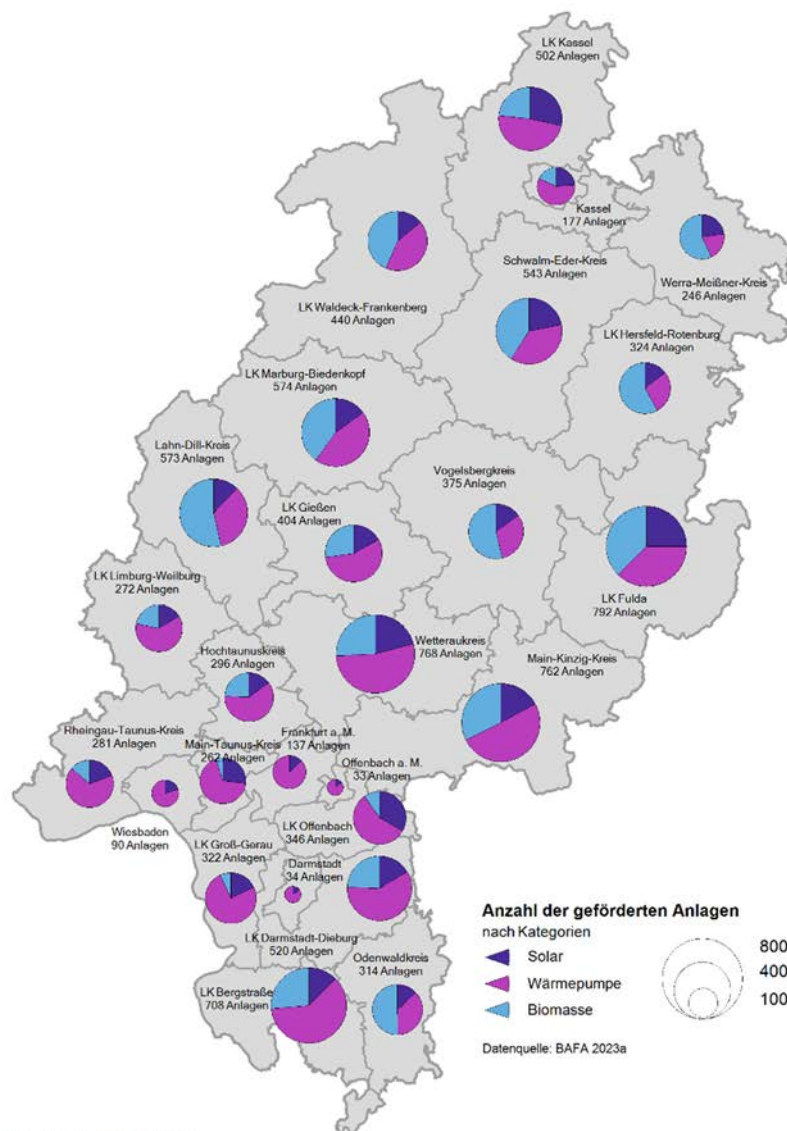 LK Kassel
502 Anlagen
Kassel
177 Anlagen
Werra-Meißner-Kreis
246 Anlagen
Schwalm-Eder-Kreis
543 Anlagen
LK Waldeck-Frankenberg
440 Anlagen
LK Hersfeld-Rotenburg
324 Anlagen
LK Marburg-Biedenkopf
574 Anlagen
Lahn-Dill-Kreis
573 Anlagen
Vogelsbergkreis
375 Anlagen
LK Gießen
404 Anlagen
LK Limburg-Weilburg
272 Anlagen
LK Fulda
792 Anlagen
Hochtaunuskreis
296 Anlagen
Wetteraukreis
768 Anlagen
Main-Kinzig-Kreis
762 Anlagen
Rheingau-Taunus-Kreis
281 Anlagen
Main-Taunus-Kreis
262 Anlagen
Frankfurt a. M.
137 Anlagen
Offenbach a. M.
33 Anlagen
Wiesbaden
90 Anlagen
LK Offenbach
346 Anlagen
LK Groß-Gerau
322 Anlagen
Darmstadt
34 Anlagen
LK Darmstadt-Dieburg
520 Anlagen
Odenwaldkreis
314 Anlagen
LK Bergstraße
708 Anlagen
Anzahl der geförderten Anlagen
nach Kategorien
Solar
Wärmepumpe
Biomasse
800
400
100
Datenquelle: BAFA 2023a